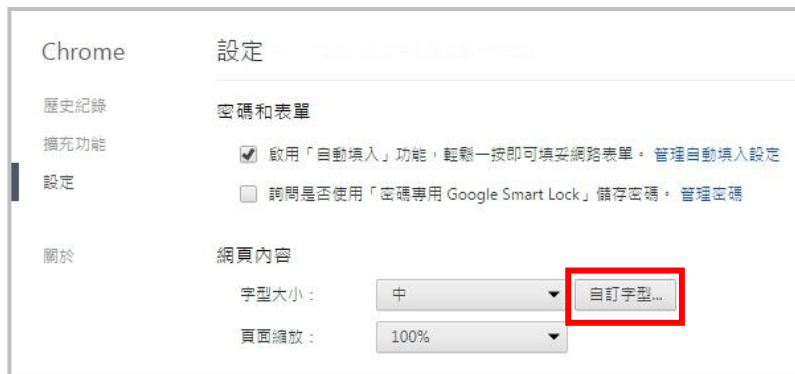 Chrome
設定
歷史紀錄
擴充功能
設定
關於
密碼和表單
啟用「自動填入」功能，輕鬆一按即可填妥網路表單。 管理自動填入設定
詢問是否使用「密碼專用 Google Smart Lock」儲存密碼。 管理密碼
網頁內容
字型大小： 中 自訂字型...
頁面縮放： 100%